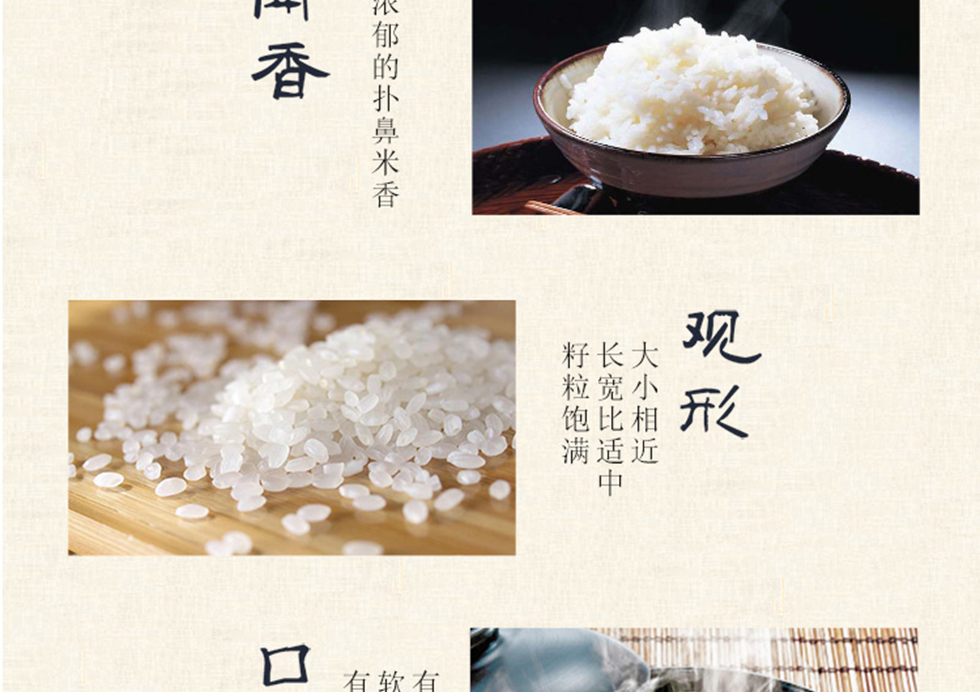 闻香
浓郁的扑鼻米香
观形
大小相近
长宽比适中
籽粒饱满
口
有
软
有